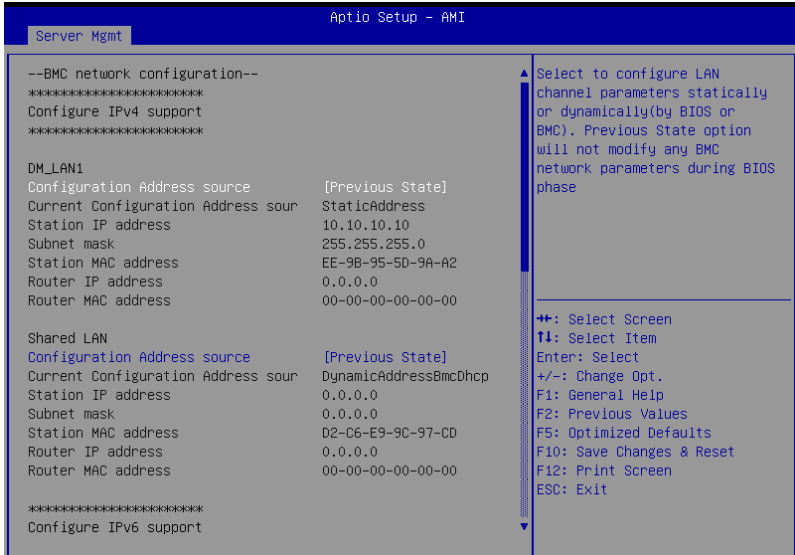 Aptio Setup – AMI
Server Mgmt
--BMC network configuration--
************************
Configure IPv4 support
************************
DM_LAN1
Configuration Address source [Previous State]
Current Configuration Address sour StaticAddress
Station IP address 10.10.10.10
Subnet mask 255.255.255.0
Station MAC address EE-9B-95-5D-9A-A2
Router IP address 0.0.0.0
Router MAC address 00-00-00-00-00-00
Shared LAN
Configuration Address source [Previous State]
Current Configuration Address sour DynamicAddressBmcDhcp
Station IP address 0.0.0.0
Subnet mask 0.0.0.0
Station MAC address D2-C6-E9-9C-97-CD
Router IP address 0.0.0.0
Router MAC address 00-00-00-00-00-00
************************
Configure IPv6 support
Select to configure LAN
channel parameters statically
or dynamically(by BIOS or
BMC). Previous State option
will not modify any BMC
network parameters during BIOS
phase
→←: Select Screen
↑↓: Select Item
Enter: Select
+/-: Change Opt.
F1: General Help
F2: Previous Values
F5: Optimized Defaults
F10: Save Changes & Reset
F12: Print Screen
ESC: Exit